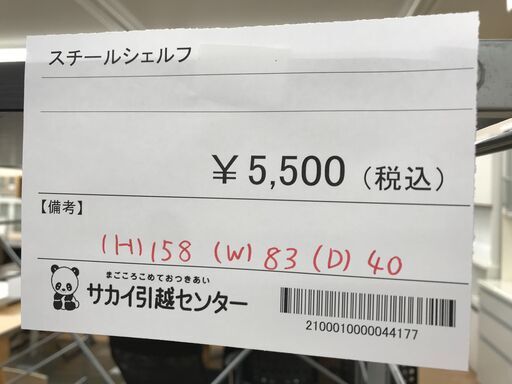 スチールシェルフ
￥5,500（税込）
【備考】
(H)158 (W)83 (D)40
まごころこめておつきあい
サカイ引越センター
2100010000044177